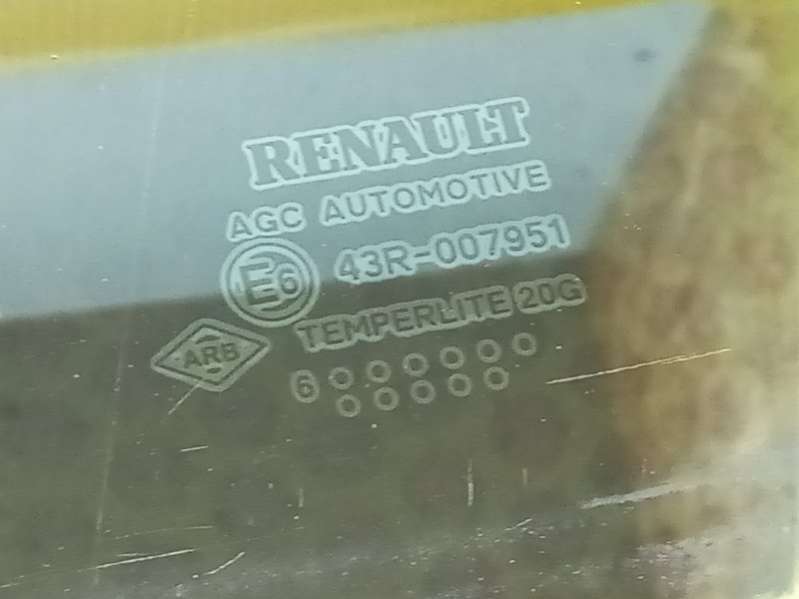 RENAULT
AGC AUTOMOTIVE
E6 43R-007951
TEMPERLITE 20G
ARB
6